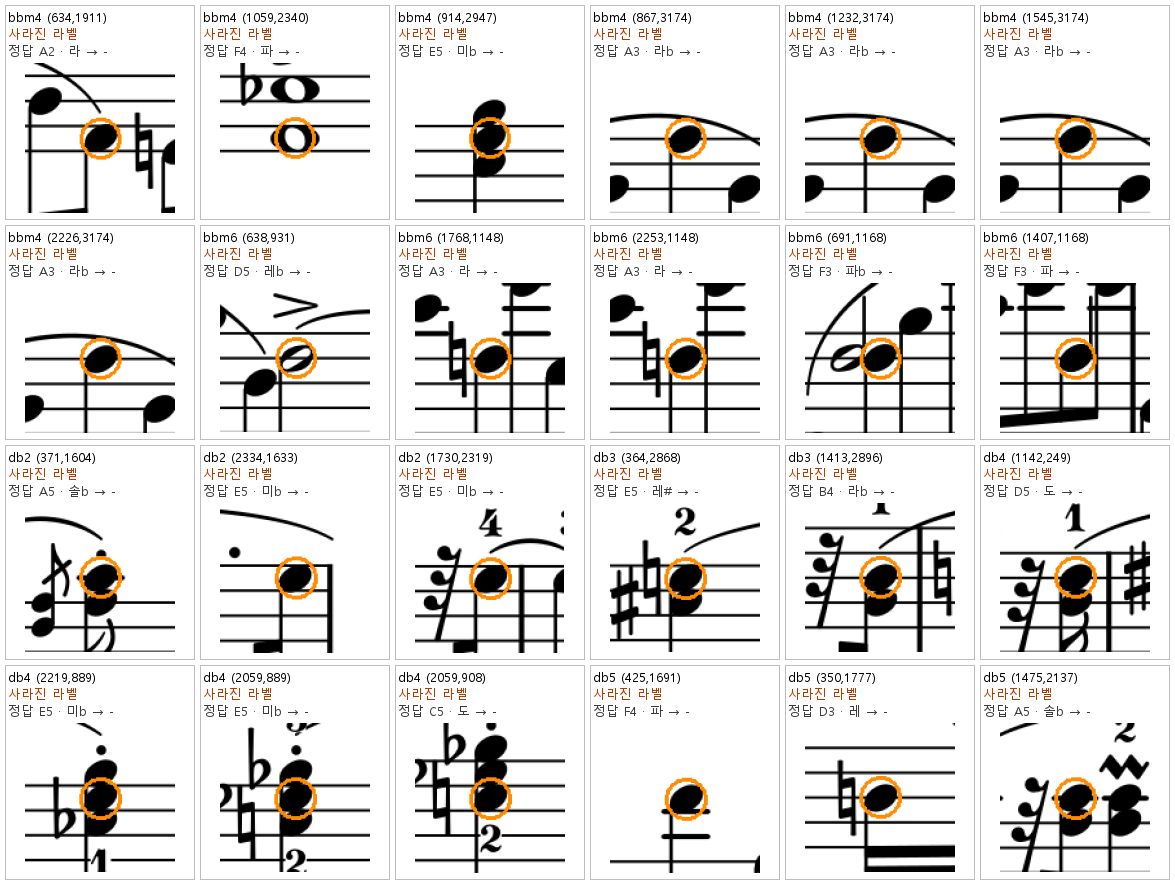 bbm4 (634,1911)
사라진 라벨
정답 A2 · 라 → -
bbm4 (1059,2340)
사라진 라벨
정답 F4 · 파 → -
bbm4 (914,2947)
사라진 라벨
정답 E5 · 미b → -
bbm4 (867,3174)
사라진 라벨
정답 A3 · 라b → -
bbm4 (1232,3174)
사라진 라벨
정답 A3 · 라b → -
bbm4 (1545,3174)
사라진 라벨
정답 A3 · 라b → -
bbm4 (2226,3174)
사라진 라벨
정답 A3 · 라b → -
bbm6 (638,931)
사라진 라벨
정답 D5 · 레b → -
bbm6 (1768,1148)
사라진 라벨
정답 A3 · 라 → -
bbm6 (2253,1148)
사라진 라벨
정답 A3 · 라 → -
bbm6 (691,1168)
사라진 라벨
정답 F3 · 파b → -
bbm6 (1407,1168)
사라진 라벨
정답 F3 · 파 → -
db2 (371,1604)
사라진 라벨
정답 A5 · 솔b → -
db2 (2334,1633)
사라진 라벨
정답 E5 · 미b → -
db2 (1730,2319)
사라진 라벨
정답 E5 · 미b → -
4
db3 (364,2868)
사라진 라벨
정답 E5 · 레# → -
2
db3 (1413,2896)
사라진 라벨
정답 B4 · 라b → -
db4 (1142,249)
사라진 라벨
정답 D5 · 도 → -
1
db4 (2219,889)
사라진 라벨
정답 E5 · 미b → -
1
db4 (2059,889)
사라진 라벨
정답 E5 · 미b → -
2
db4 (2059,908)
사라진 라벨
정답 C5 · 도 → -
2
db5 (425,1691)
사라진 라벨
정답 F4 · 파 → -
db5 (350,1777)
사라진 라벨
정답 D3 · 레 → -
db5 (1475,2137)
사라진 라벨
정답 A5 · 솔b → -
2